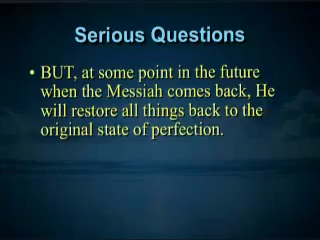 Serious Questions
• BUT, at some point in the future
when the Messiah comes back, He
will restore all things back to the
original state of perfection.